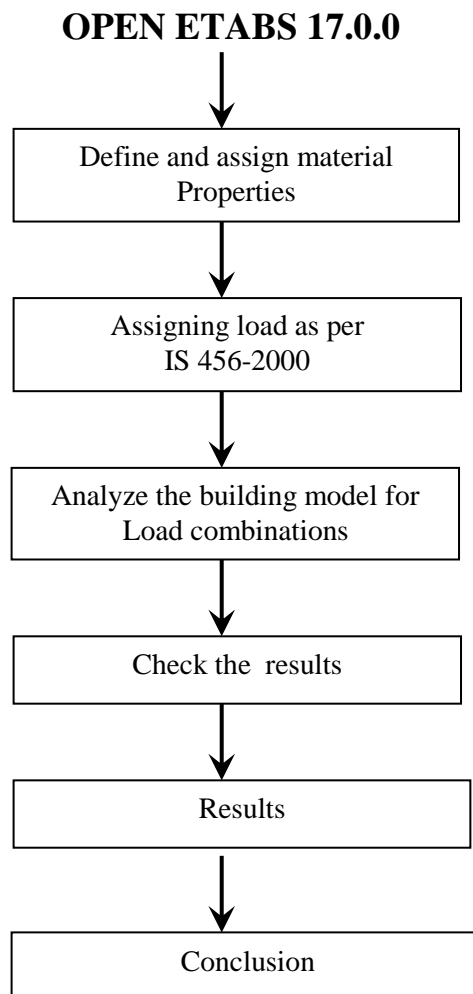 OPEN ETABS 17.0.0
Define and assign material
Properties
Assigning load as per
IS 456-2000
Analyze the building model for
Load combinations
Check the results
Results
Conclusion